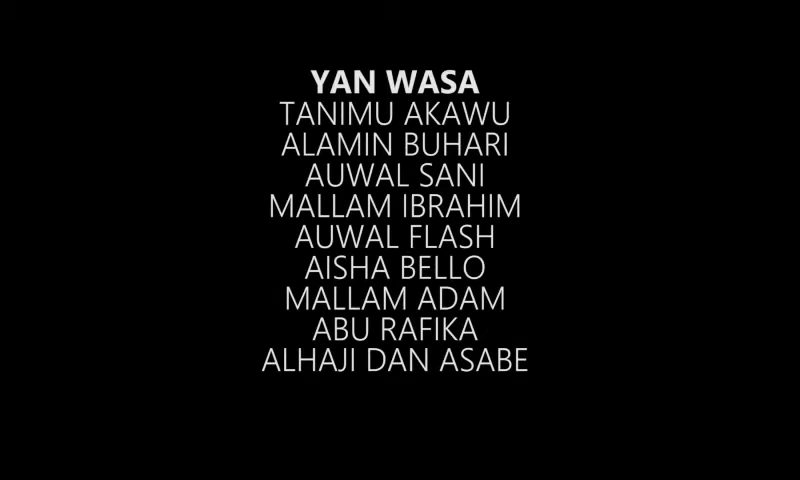 YAN WASA
TANIMU AKAWU
ALAMIN BUHARI
AUWAL SANI
MALLAM IBRAHIM
AUWAL FLASH
AISHA BELLO
MALLAM ADAM
ABU RAFIKA
ALHAJI DAN ASABE